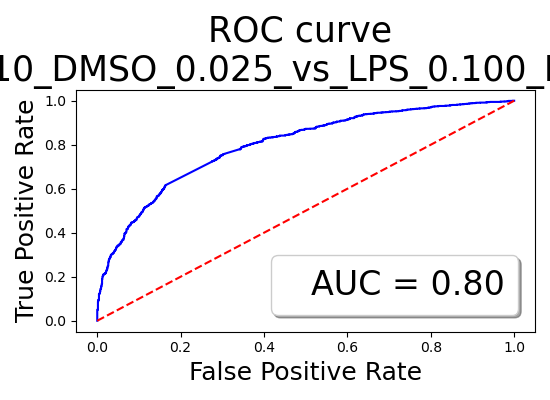 ROC curve
10_DMSO_0.025_vs_LPS_0.100_
True Positive Rate
1.0
0.8
0.6
0.4
0.2
0.0
AUC = 0.80
0.0 0.2 0.4 0.6 0.8 1.0
False Positive Rate